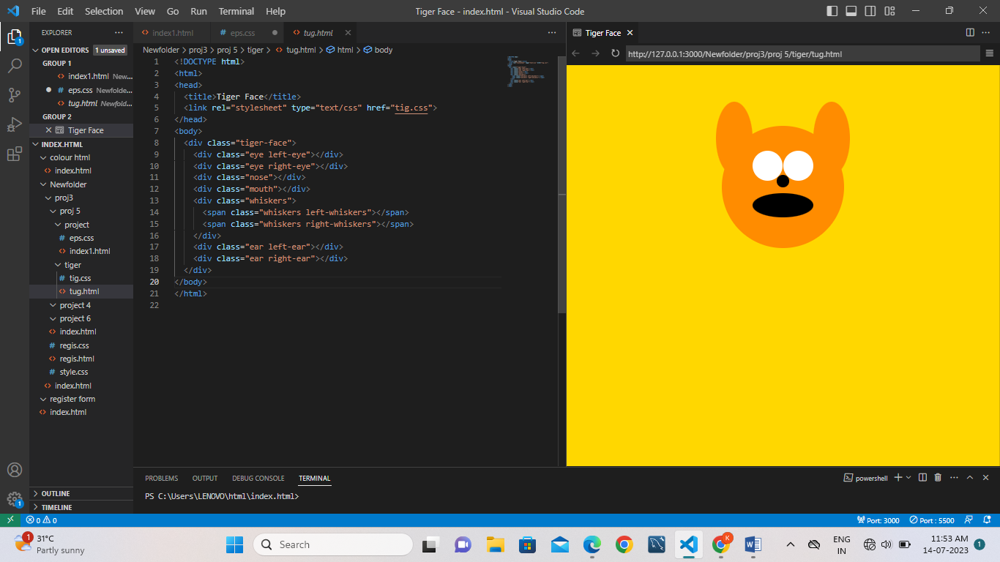 File Edit Selection View Go Run Terminal Help
Tiger Face - index.html - Visual Studio Code
EXPLORER
OPEN EDITORS 1 unsaved
GROUP 1
index1.html New...
eps.css Newfolde...
tug.html Newfold...
GROUP 2
Tiger Face
INDEX.HTML
colour html
index.html
Newfolder
proj3
proj 5
project
eps.css
index1.html
tiger
tig.css
tug.html
project 4
project 6
index.html
regis.css
regis.html
style.css
index.html
register form
index.html
OUTLINE
TIMELINE
index1.html eps.css tug.html
Newfolder > proj3 > proj 5 > tiger > tug.html > html > body
1 <!DOCTYPE html>
2 <html>
3 <head>
4 <title>Tiger Face</title>
5 <link rel="stylesheet" type="text/css" href="tig.css">
6 </head>
7 <body>
8 <div class="tiger-face">
9 <div class="eye left-eye"></div>
10 <div class="eye right-eye"></div>
11 <div class="nose"></div>
12 <div class="mouth"></div>
13 <div class="whiskers">
14 <span class="whiskers left-whiskers"></span>
15 <span class="whiskers right-whiskers"></span>
16 </div>
17 <div class="ear left-ear"></div>
18 <div class="ear right-ear"></div>
19 </div>
20 </body>
21 </html>
22
Tiger Face
http://127.0.0.1:3000/Newfolder/proj3/proj 5/tiger/tug.html
PROBLEMS OUTPUT DEBUG CONSOLE TERMINAL
powershell
PS C:\Users\LENOVO\html\index.html>
0 0
Port: 3000 Port : 5500
1
31°C
Partly sunny
Search
K
ENG
IN
11:53 AM
14-07-2023
1